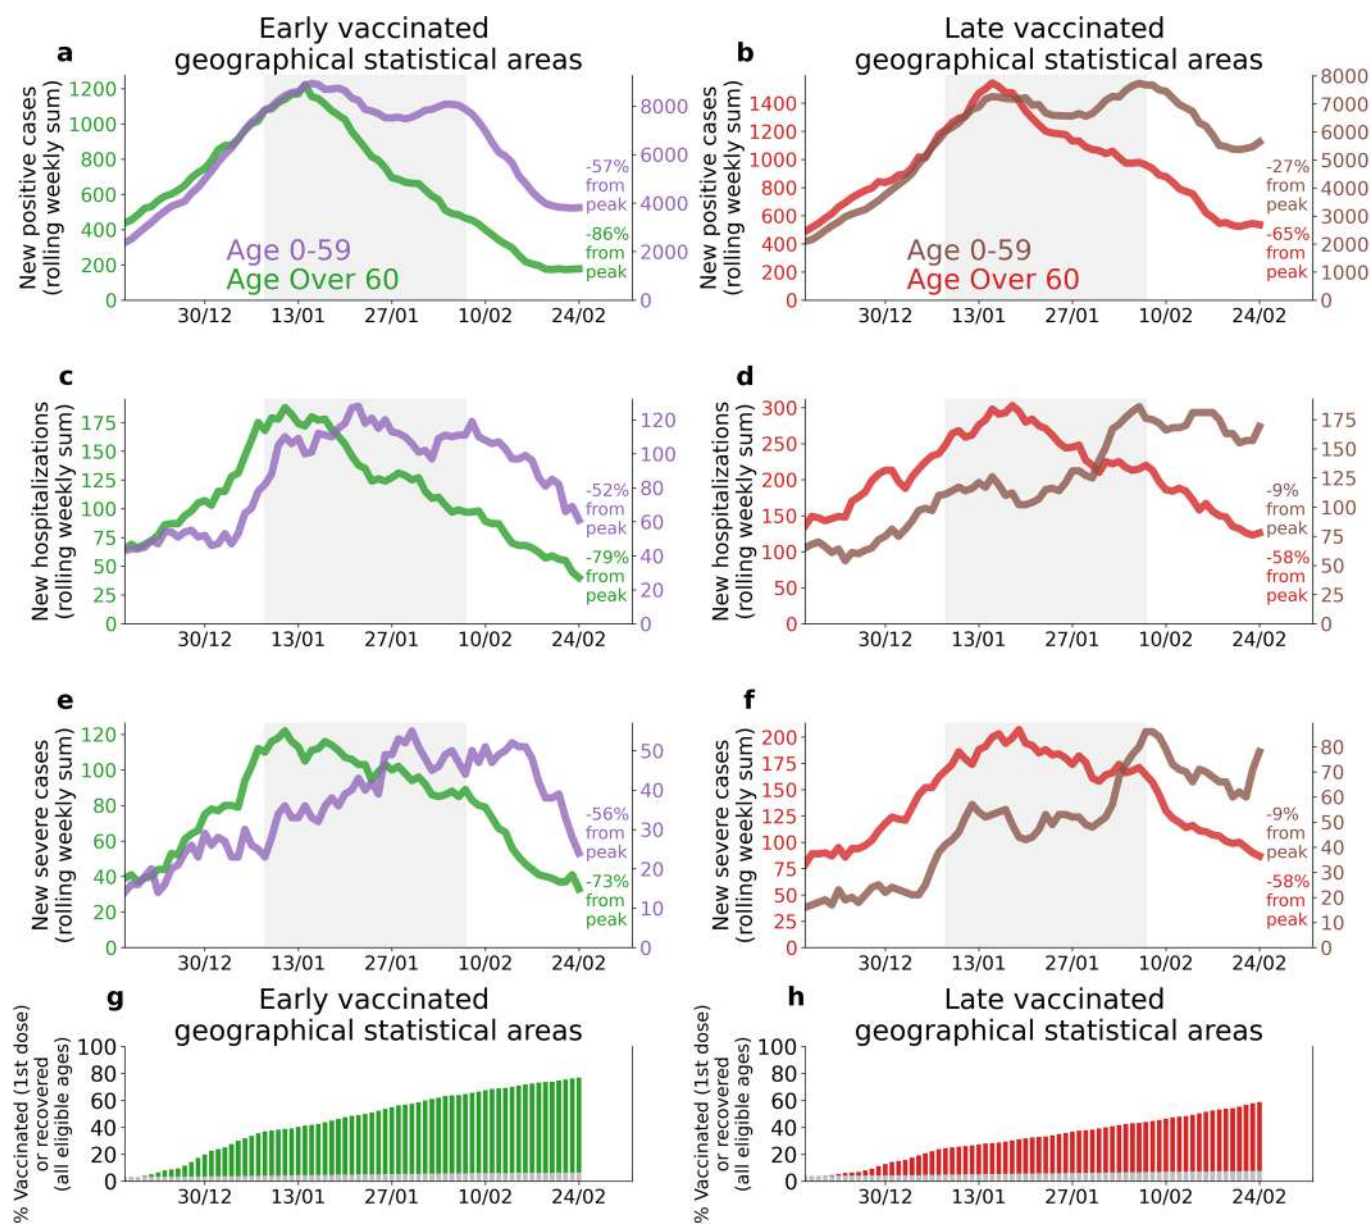 Early vaccinated
geographical statistical areas
a
New positive cases
(rolling weekly sum)
1200
1000
800
600
400
200
0
8000
6000
4000
2000
0
Age 0-59
Age Over 60
-57%
from
peak
-86%
from
peak
30/12 13/01 27/01 10/02 24/02
Late vaccinated
geographical statistical areas
b
New positive cases
(rolling weekly sum)
1400
1200
1000
800
600
400
200
0
8000
7000
6000
5000
4000
3000
2000
1000
0
Age 0-59
Age Over 60
-27%
from
peak
-65%
from
peak
30/12 13/01 27/01 10/02 24/02
c
New hospitalizations
(rolling weekly sum)
175
150
125
100
75
50
25
0
120
100
80
60
40
20
0
-52%
from
peak
-79%
from
peak
30/12 13/01 27/01 10/02 24/02
d
New hospitalizations
(rolling weekly sum)
300
250
200
150
100
50
0
175
150
125
100
75
50
25
0
-9%
from
peak
-58%
from
peak
30/12 13/01 27/01 10/02 24/02
e
New severe cases
(rolling weekly sum)
120
100
80
60
40
20
0
50
40
30
20
10
0
-56%
from
peak
-73%
from
peak
30/12 13/01 27/01 10/02 24/02
f
New severe cases
(rolling weekly sum)
200
175
150
125
100
75
50
25
0
80
70
60
50
40
30
20
10
0
-9%
from
peak
-58%
from
peak
30/12 13/01 27/01 10/02 24/02
g
Early vaccinated
geographical statistical areas
% Vaccinated (1st dose)
or recovered
(all eligible ages)
100
80
60
40
20
0
30/12 13/01 27/01 10/02 24/02
h
Late vaccinated
geographical statistical areas
% Vaccinated (1st dose)
or recovered
(all eligible ages)
100
80
60
40
20
0
30/12 13/01 27/01 10/02 24/02